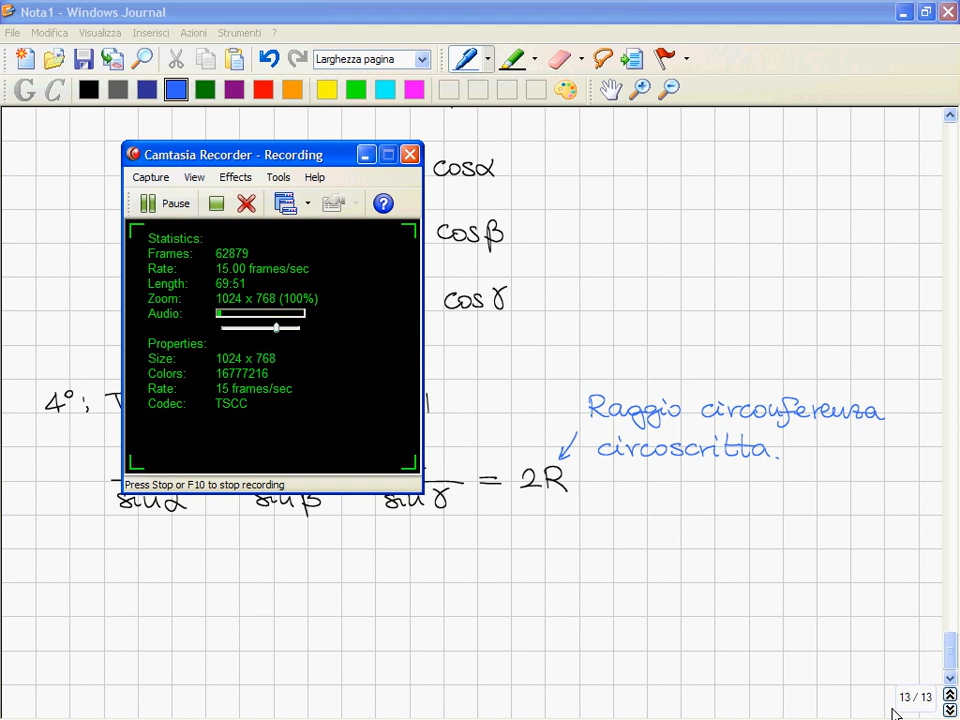 Nota1 - Windows Journal
File Modifica Visualizza Inserisci Azioni Strumenti ?
Larghezza pagina
G C
cosα
Camtasia Recorder - Recording
Capture View Effects Tools Help
Pause
cosβ
Statistics:
Frames: 62879
Rate: 15.00 frames/sec
Length: 69:51
Zoom: 1024 x 768 (100%)
Audio:
cosγ
Properties:
Size: 1024 x 768
Colors: 16777216
Rate: 15 frames/sec
Codec: TSCC
4°:
Raggio circonferenza
circoscritta.
= 2R
Press Stop or F10 to stop recording
sinα sinβ sinγ
13 / 13